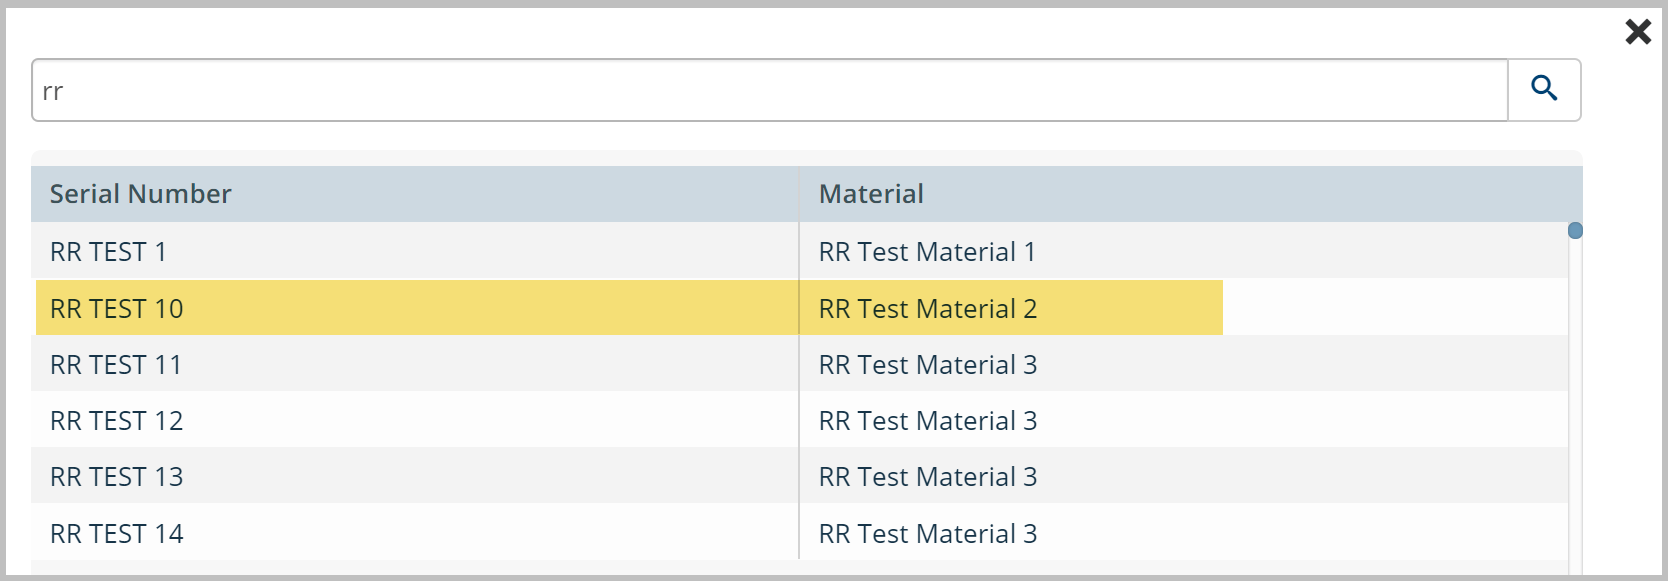 rr
Serial Number Material
RR TEST 1 RR Test Material 1
RR TEST 10 RR Test Material 2
RR TEST 11 RR Test Material 3
RR TEST 12 RR Test Material 3
RR TEST 13 RR Test Material 3
RR TEST 14 RR Test Material 3